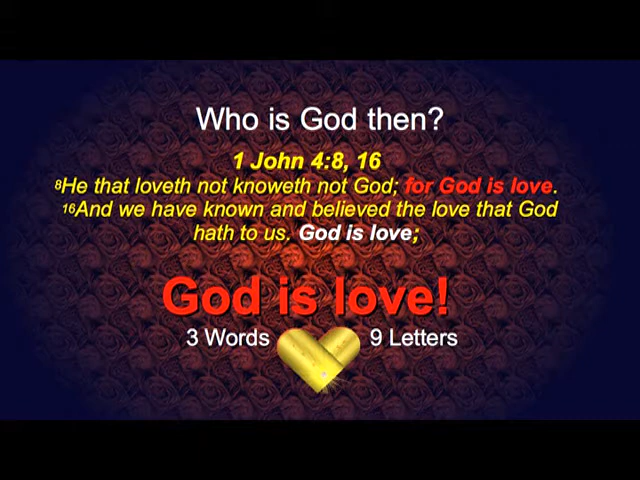 Who is God then?
1 John 4:8, 16
8He that loveth not knoweth not God; for God is love.
16And we have known and believed the love that God
hath to us. God is love;
God is love!
3 Words 9 Letters